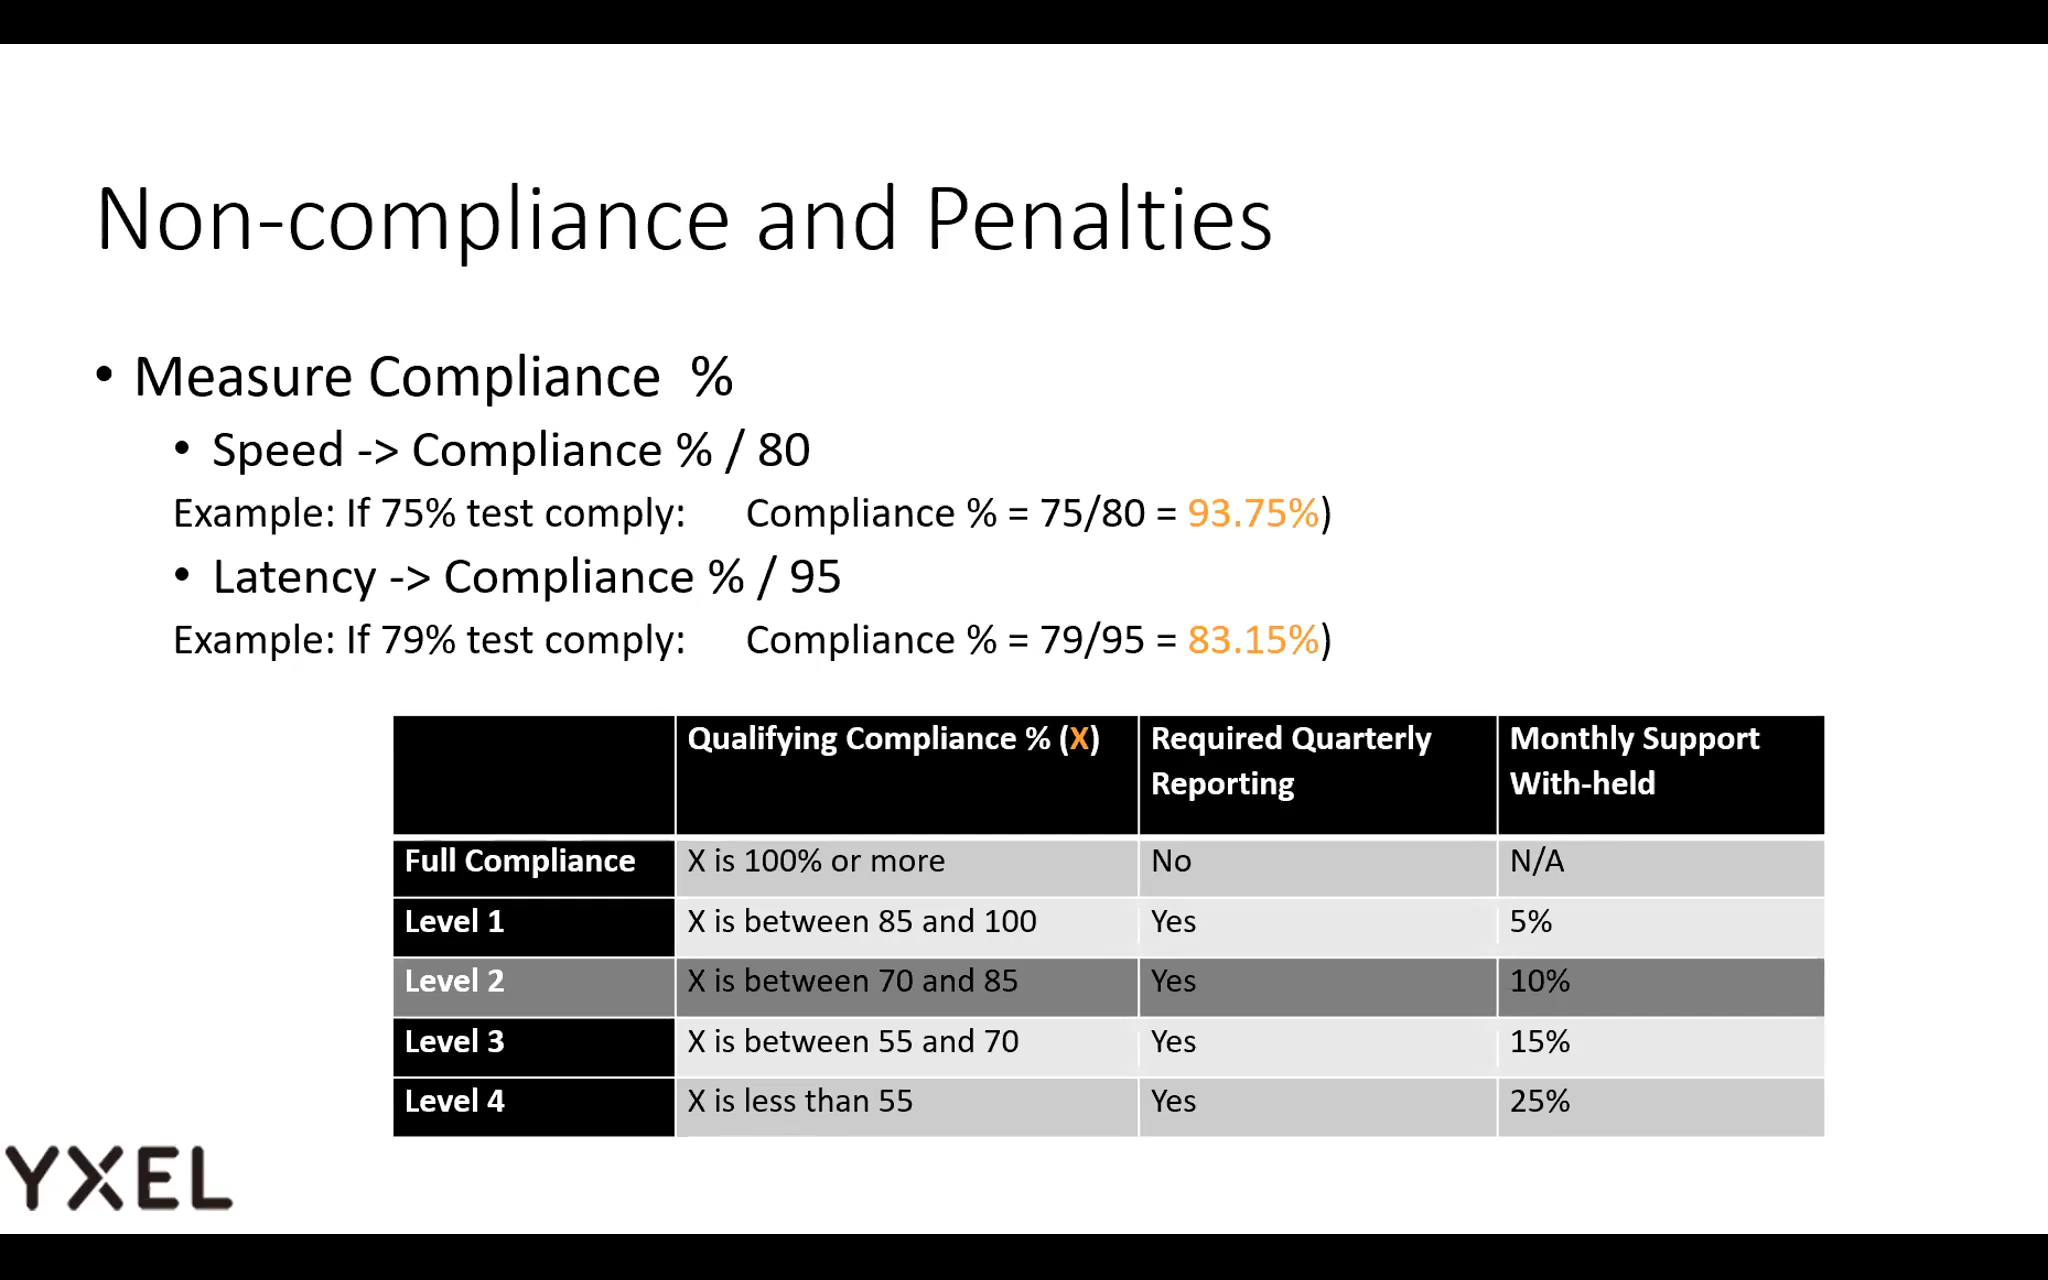 Non-compliance and Penalties
• Measure Compliance %
• Speed -> Compliance % / 80
Example: If 75% test comply: Compliance % = 75/80 = 93.75%)
• Latency -> Compliance % / 95
Example: If 79% test comply: Compliance % = 79/95 = 83.15%)
Qualifying Compliance % (X) Required Quarterly Reporting Monthly Support With-held
Full Compliance X is 100% or more No N/A
Level 1 X is between 85 and 100 Yes 5%
Level 2 X is between 70 and 85 Yes 10%
Level 3 X is between 55 and 70 Yes 15%
Level 4 X is less than 55 Yes 25%
YXEL